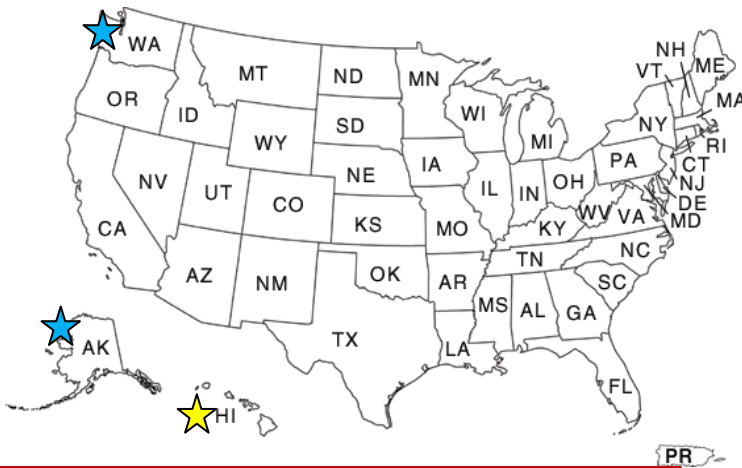 WA
MT
ND
MN
OR
ID
WY
SD
WI
MI
NH
VT
ME
MA
NY
RI
CT
NJ
DE
MD
PA
NE
IA
NV
UT
CO
KS
MO
IL
IN
OH
WV
VA
KY
CA
AZ
NM
OK
AR
TN
NC
SC
MS
AL
GA
TX
LA
FL
AK
HI
PR